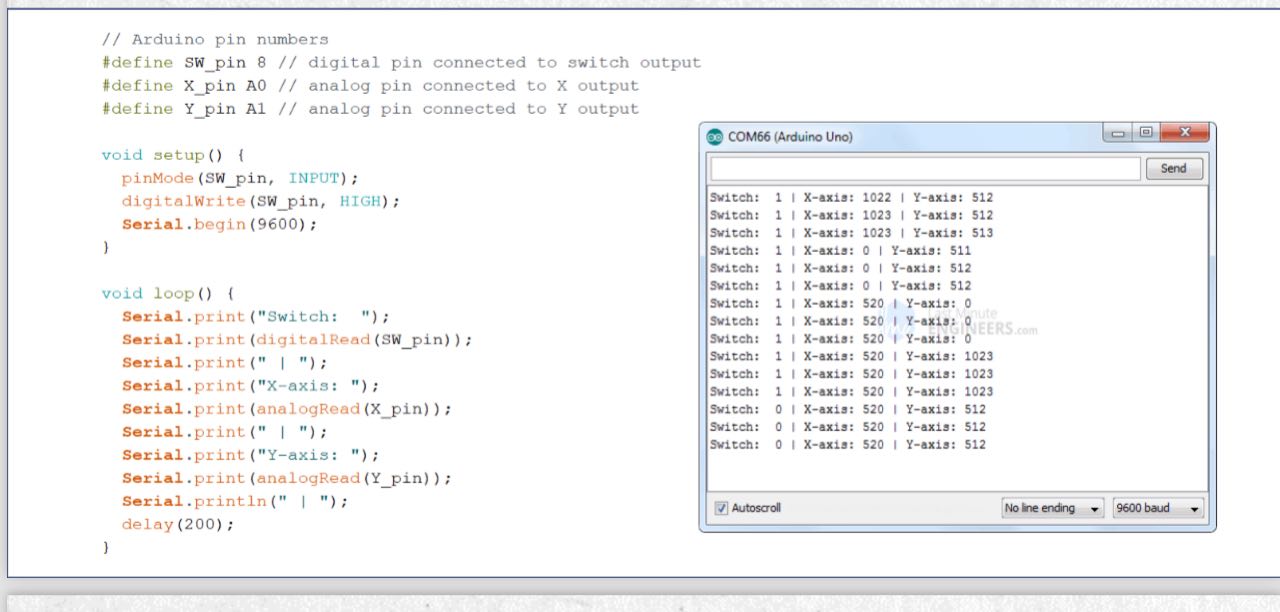 // Arduino pin numbers
#define SW_pin 8 // digital pin connected to switch output
#define X_pin A0 // analog pin connected to X output
#define Y_pin A1 // analog pin connected to Y output
void setup() {
pinMode(SW_pin, INPUT);
digitalWrite(SW_pin, HIGH);
Serial.begin(9600);
}
void loop() {
Serial.print("Switch:  ");
Serial.print(digitalRead(SW_pin));
Serial.print(" | ");
Serial.print("X-axis: ");
Serial.print(analogRead(X_pin));
Serial.print(" | ");
Serial.print("Y-axis: ");
Serial.print(analogRead(Y_pin));
Serial.println(" | ");
delay(200);
}
COM66 (Arduino Uno)
Send
Switch:  1 | X-axis: 1022 | Y-axis: 512
Switch:  1 | X-axis: 1023 | Y-axis: 512
Switch:  1 | X-axis: 1023 | Y-axis: 513
Switch:  1 | X-axis: 0 | Y-axis: 511
Switch:  1 | X-axis: 0 | Y-axis: 512
Switch:  1 | X-axis: 0 | Y-axis: 512
Switch:  1 | X-axis: 520 | Y-axis: 0
Switch:  1 | X-axis: 520 | Y-axis: 0
Switch:  1 | X-axis: 520 | Y-axis: 0
Switch:  1 | X-axis: 520 | Y-axis: 1023
Switch:  1 | X-axis: 520 | Y-axis: 1023
Switch:  1 | X-axis: 520 | Y-axis: 1023
Switch:  0 | X-axis: 520 | Y-axis: 512
Switch:  0 | X-axis: 520 | Y-axis: 512
Switch:  0 | X-axis: 520 | Y-axis: 512
Last Minute
ENGINEERS.com
Autoscroll
No line ending
9600 baud